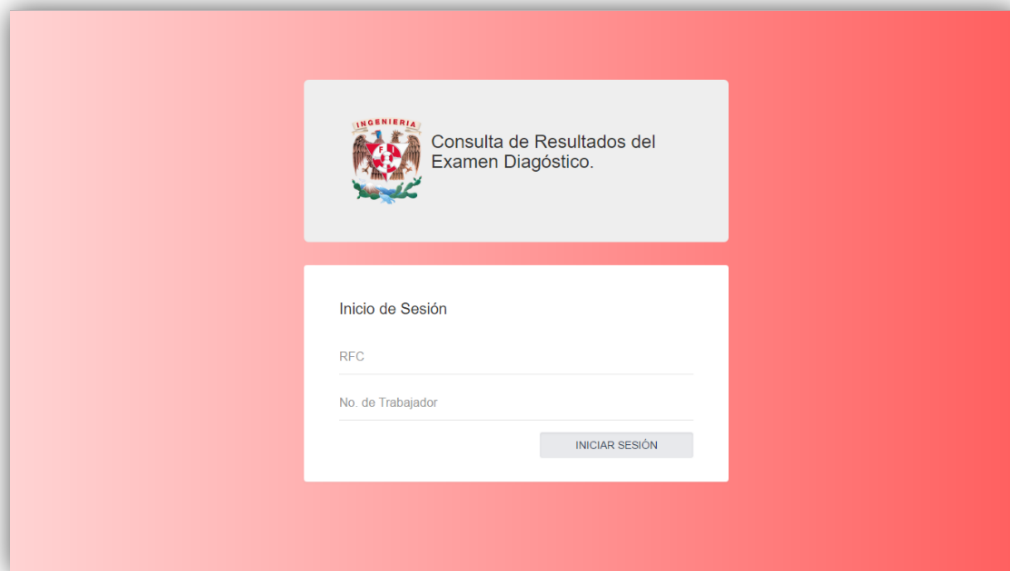 INGENIERIA
Consulta de Resultados del
Examen Diagóstico.
Inicio de Sesión
RFC
No. de Trabajador
INICIAR SESIÓN